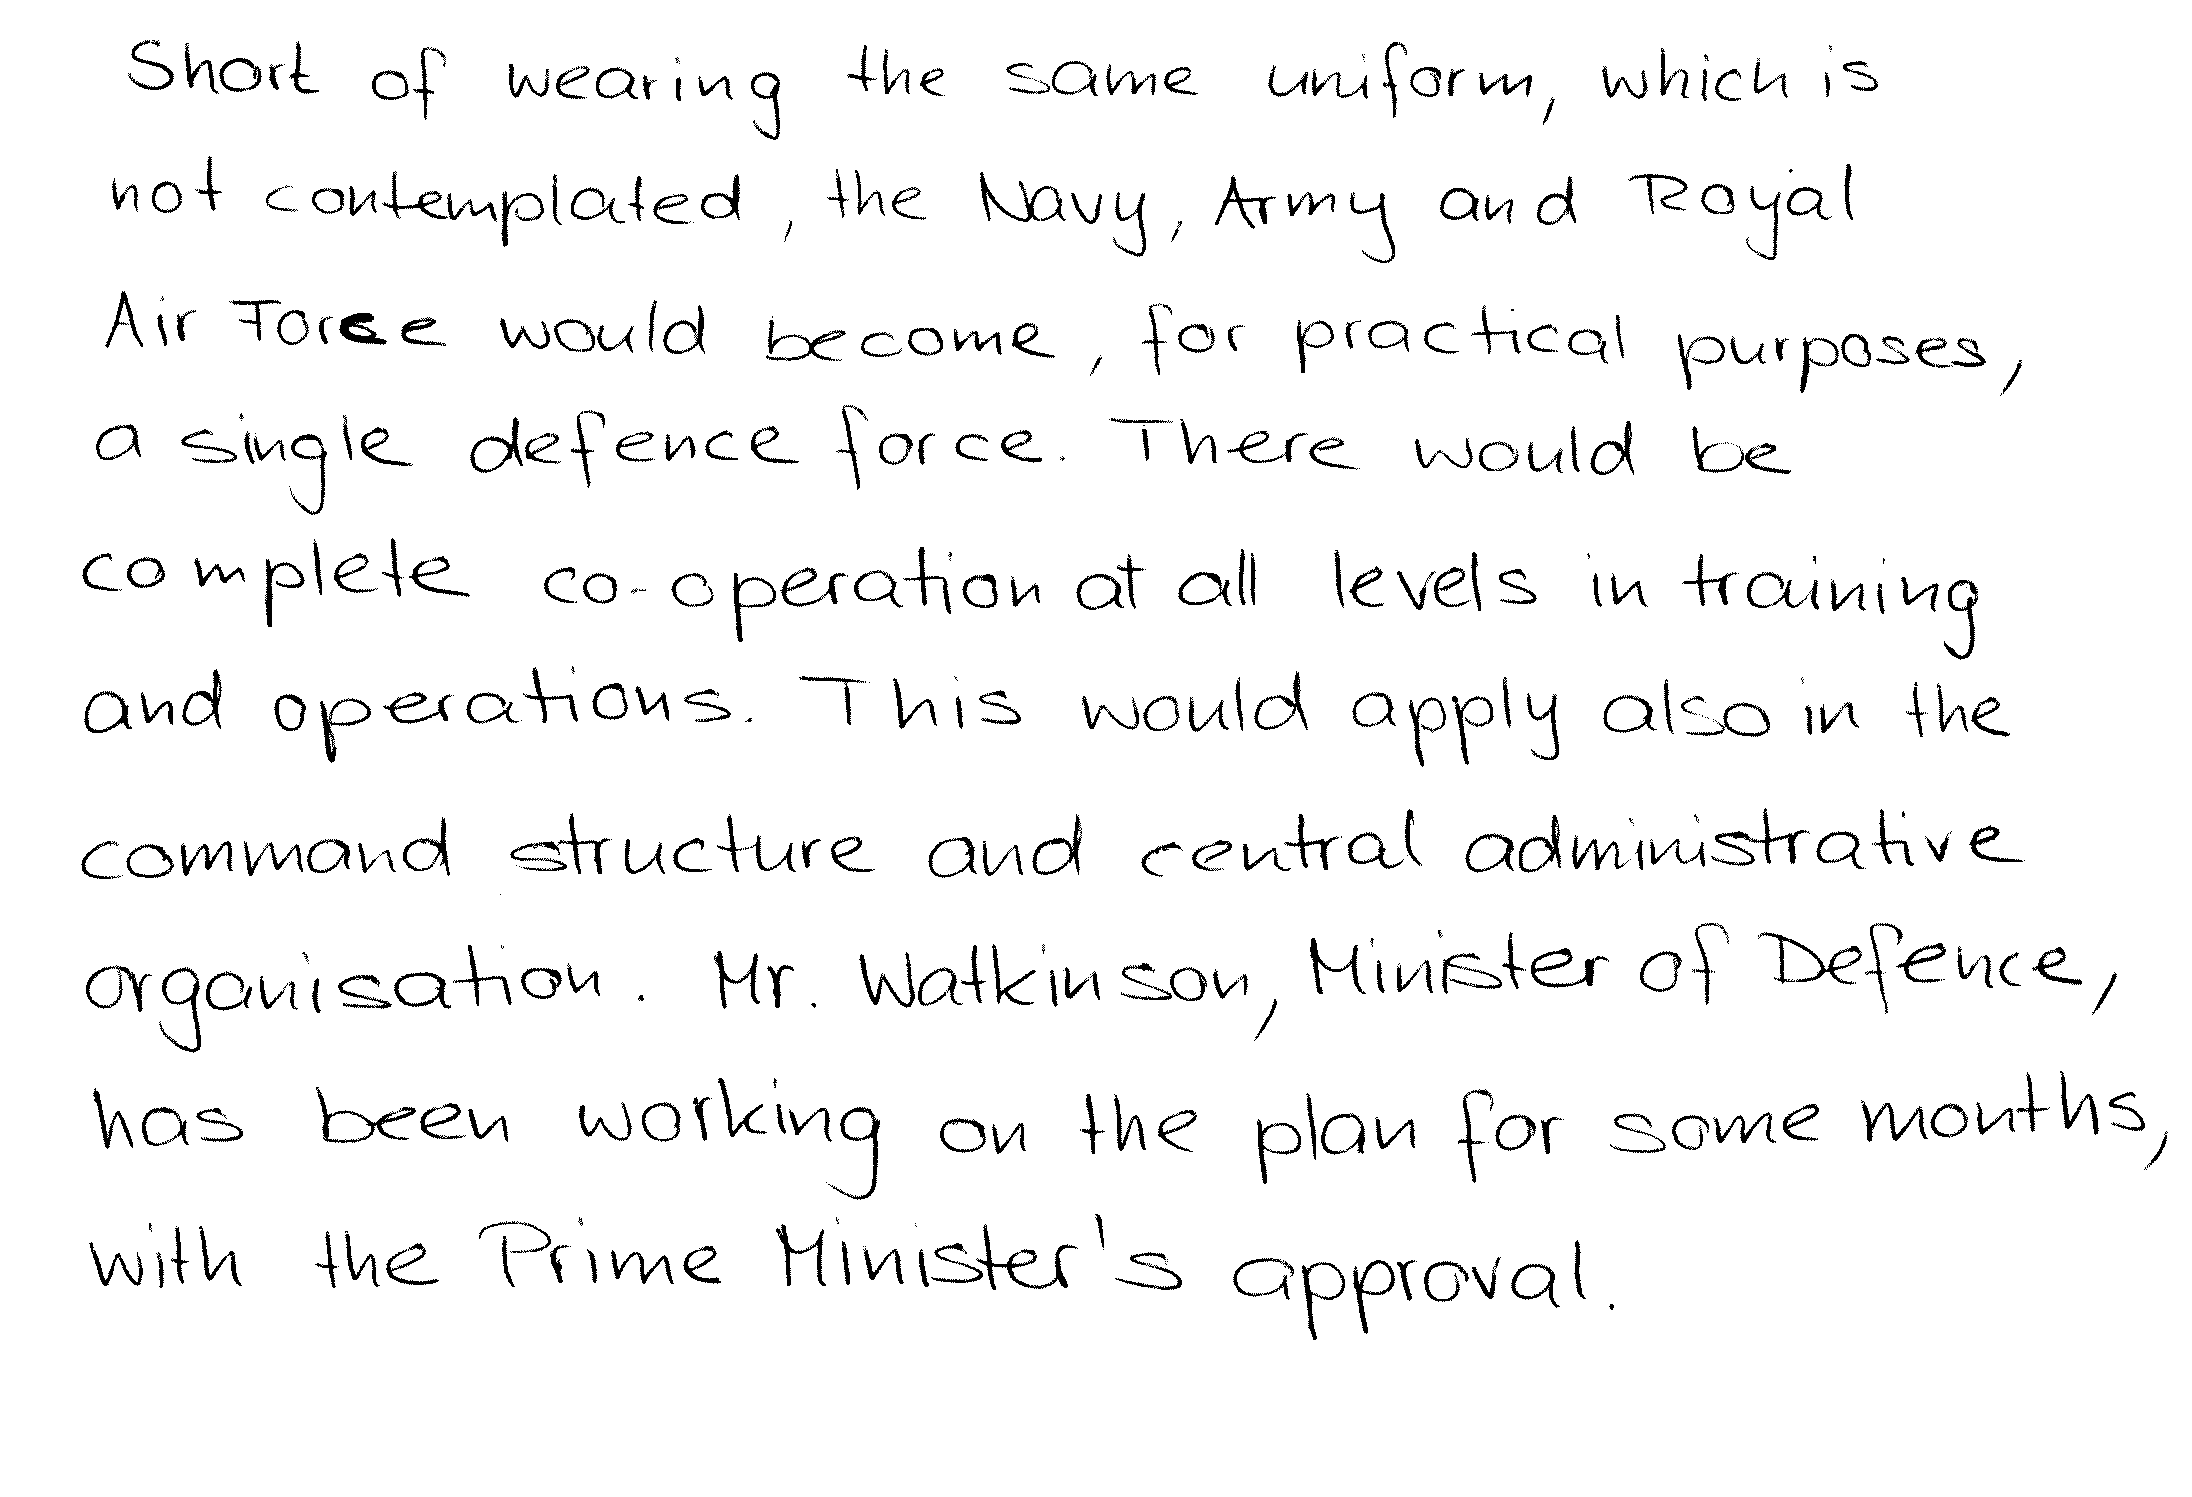 Short of wearing the same uniform, which is
not contemplated, the Navy, Army and Royal
Air Force would become, for practical purposes,
a single defence force. There would be
complete co-operation at all levels in training
and operations. This would apply also in the
command structure and central administrative
organisation. Mr. Watkinson, Minister of Defence,
has been working on the plan for some months,
with the Prime Minister's approval.